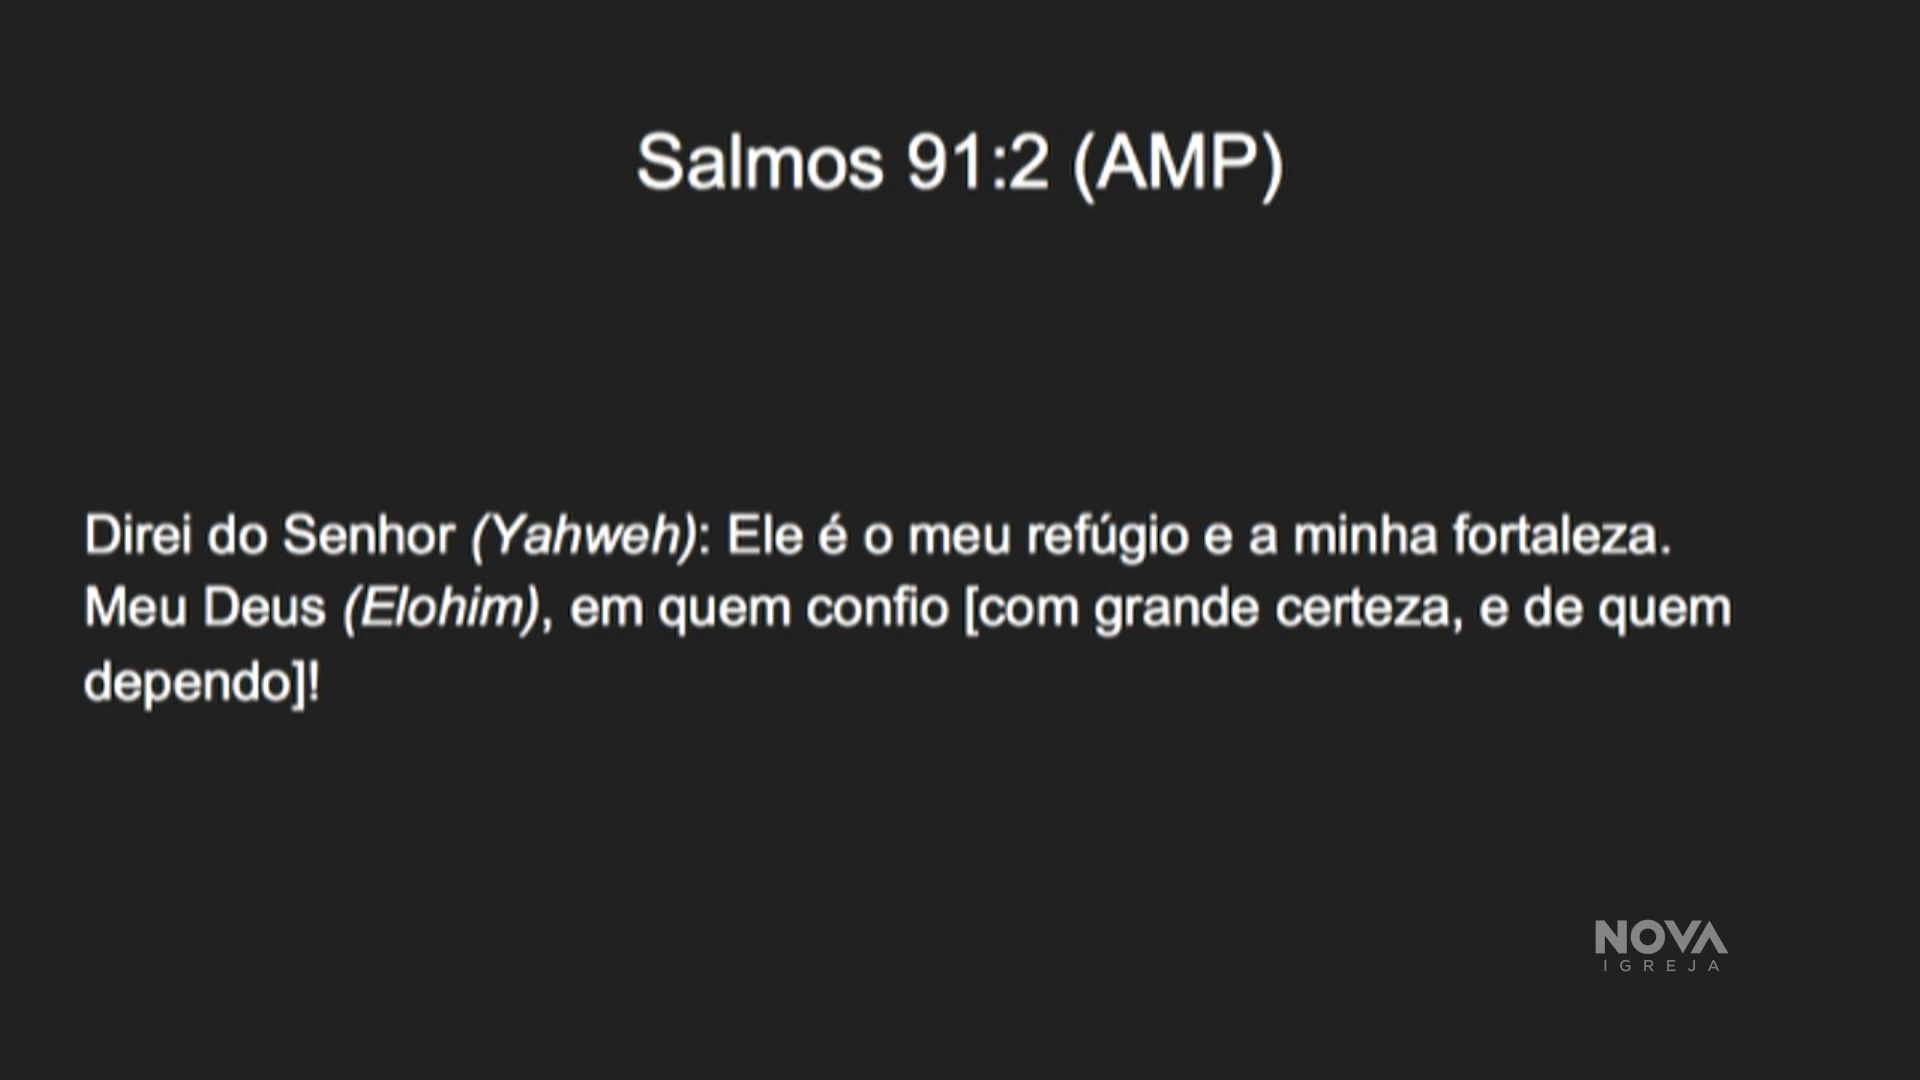 Salmos 91:2 (AMP)
Direi do Senhor (Yahweh): Ele é o meu refúgio e a minha fortaleza.
Meu Deus (Elohim), em quem confio [com grande certeza, e de quem
dependo]!
NOVA
IGREJA